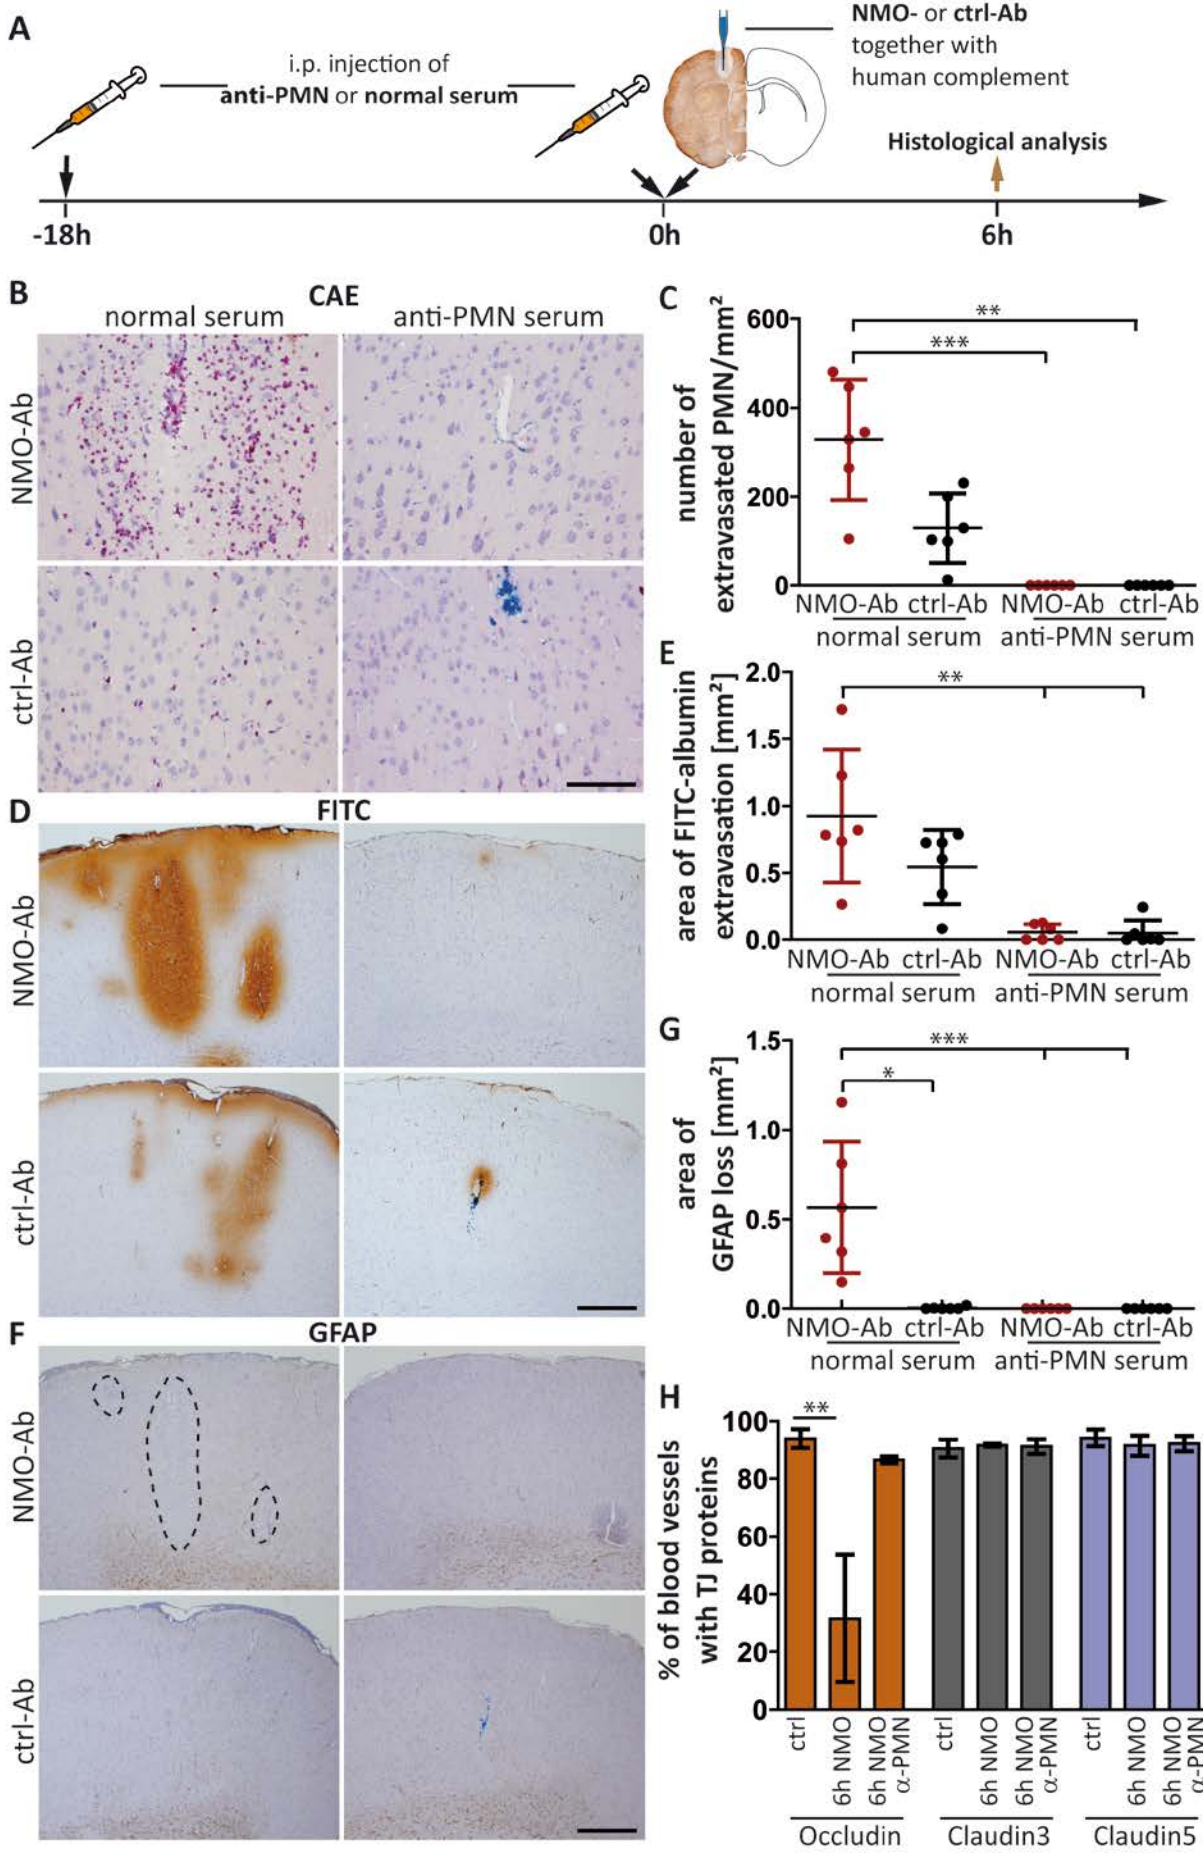 A
i.p. injection of
anti-PMN or normal serum
NMO- or ctrl-Ab
together with
human complement
Histological analysis
-18h
0h
6h
B
CAE
normal serum
anti-PMN serum
NMO-Ab
ctrl-Ab
C
number of
extravasated PMN/mm²
600
400
200
0
**
***
NMO-Ab ctrl-Ab NMO-Ab ctrl-Ab
normal serum anti-PMN serum
D
FITC
NMO-Ab
ctrl-Ab
E
area of FITC-albumin
extravasation [mm²]
2.0
1.5
1.0
0.5
0.0
**
NMO-Ab ctrl-Ab NMO-Ab ctrl-Ab
normal serum anti-PMN serum
F
GFAP
NMO-Ab
ctrl-Ab
G
area of
GFAP loss [mm²]
1.5
1.0
0.5
0.0
***
*
NMO-Ab ctrl-Ab NMO-Ab ctrl-Ab
normal serum anti-PMN serum
H
% of blood vessels
with TJ proteins
100
80
60
40
20
0
**
ctrl
6h NMO
6h NMO
α-PMN
ctrl
6h NMO
6h NMO
α-PMN
ctrl
6h NMO
6h NMO
α-PMN
Occludin Claudin3 Claudin5